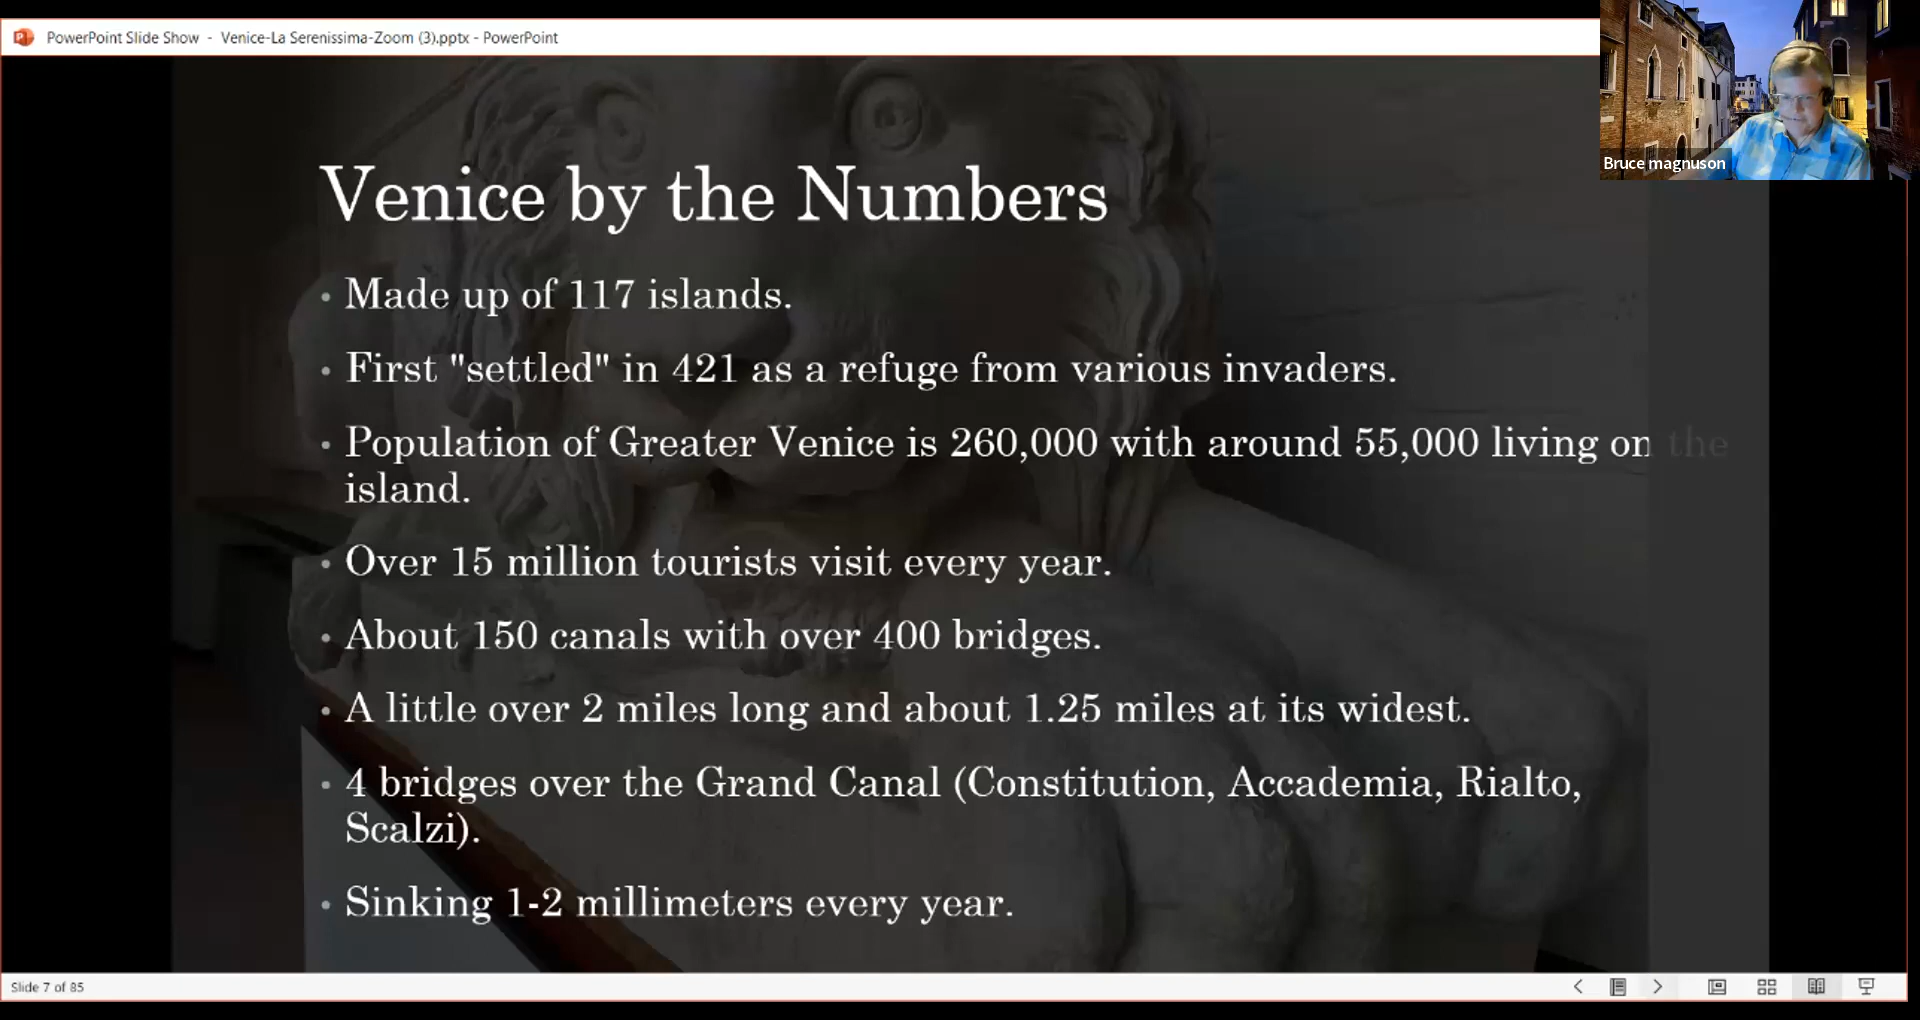 PowerPoint Slide Show - Venice-La Serenissima-Zoom (3).pptx - PowerPoint
Bruce magnuson
Venice by the Numbers
• Made up of 117 islands.
• First "settled" in 421 as a refuge from various invaders.
• Population of Greater Venice is 260,000 with around 55,000 living on the
island.
• Over 15 million tourists visit every year.
• About 150 canals with over 400 bridges.
• A little over 2 miles long and about 1.25 miles at its widest.
• 4 bridges over the Grand Canal (Constitution, Accademia, Rialto,
Scalzi).
• Sinking 1-2 millimeters every year.
Slide 7 of 85